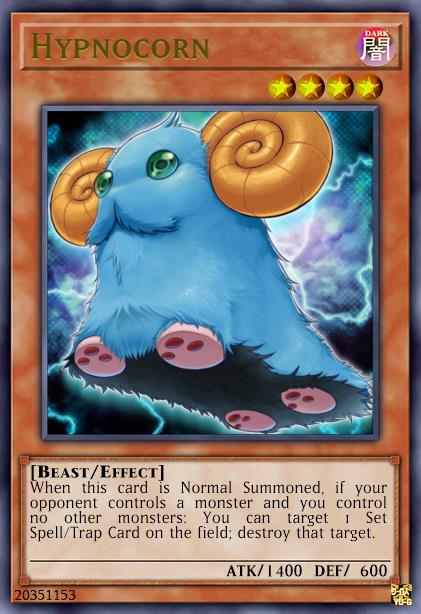 Hypnocorn
DARK
闇
[Beast/Effect]
When this card is Normal Summoned, if your
opponent controls a monster and you control
no other monsters: You can target 1 Set
Spell/Trap Card on the field; destroy that target.
ATK/1400 DEF/ 600
20351153